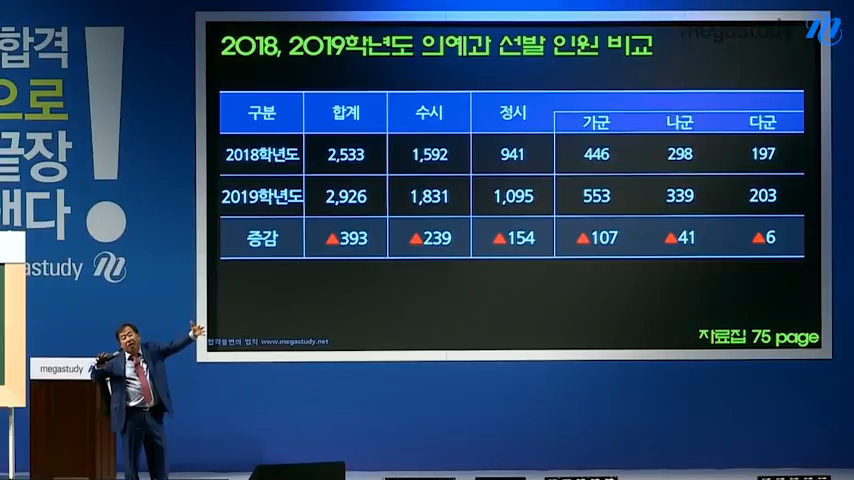 합격
으로
끝장
낸다
!
megastudy
megastudy
2018, 2019학년도 의예과 선발 인원 비교
구분 합계 수시 정시 가군 나군 다군
2018학년도 2,533 1,592 941 446 298 197
2019학년도 2,926 1,831 1,095 553 339 203
증감 ▲393 ▲239 ▲154 ▲107 ▲41 ▲6
합격불변의 법칙 www.megastudy.net
자료집 75 page
megastudy